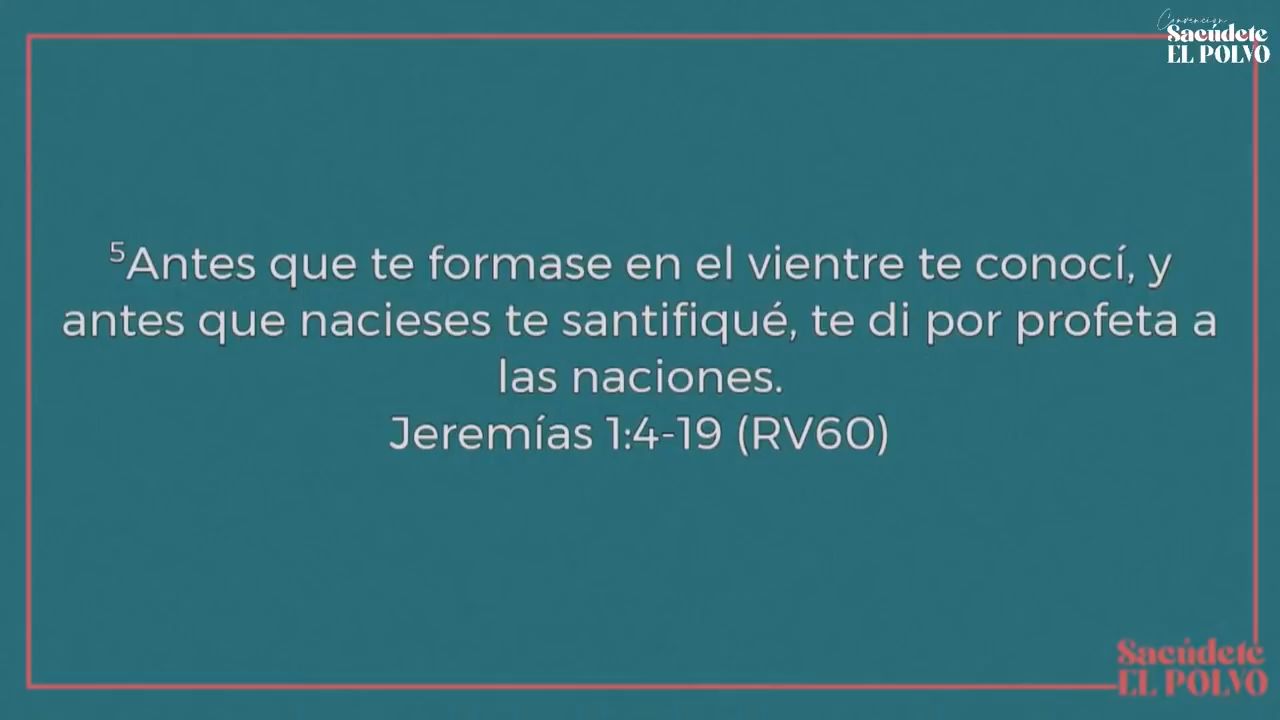 Convención
Sacúdete
EL POLVO
⁵Antes que te formase en el vientre te conocí, y
antes que nacieses te santifiqué, te di por profeta a
las naciones.
Jeremías 1:4-19 (RV60)
Sacúdete
EL POLVO